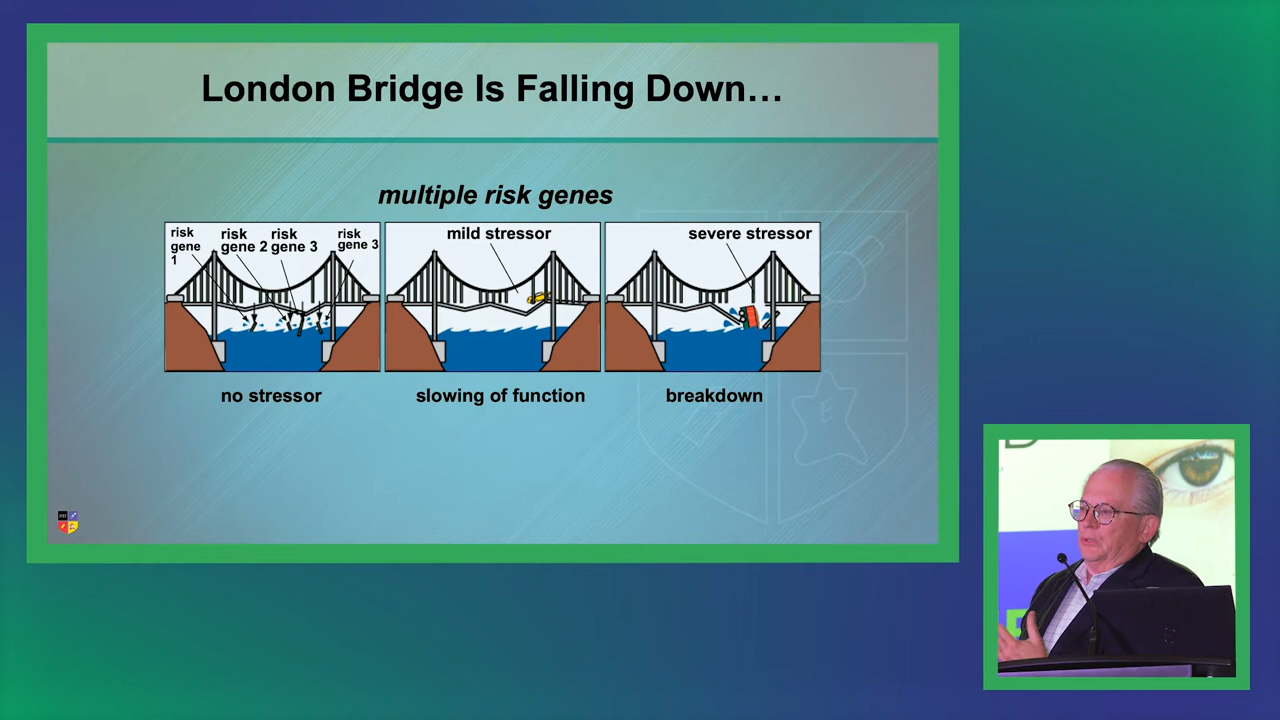 London Bridge Is Falling Down…
multiple risk genes
risk
gene
1
risk
gene 2
risk
gene 3
risk
gene 3
mild stressor
severe stressor
no stressor
slowing of function
breakdown